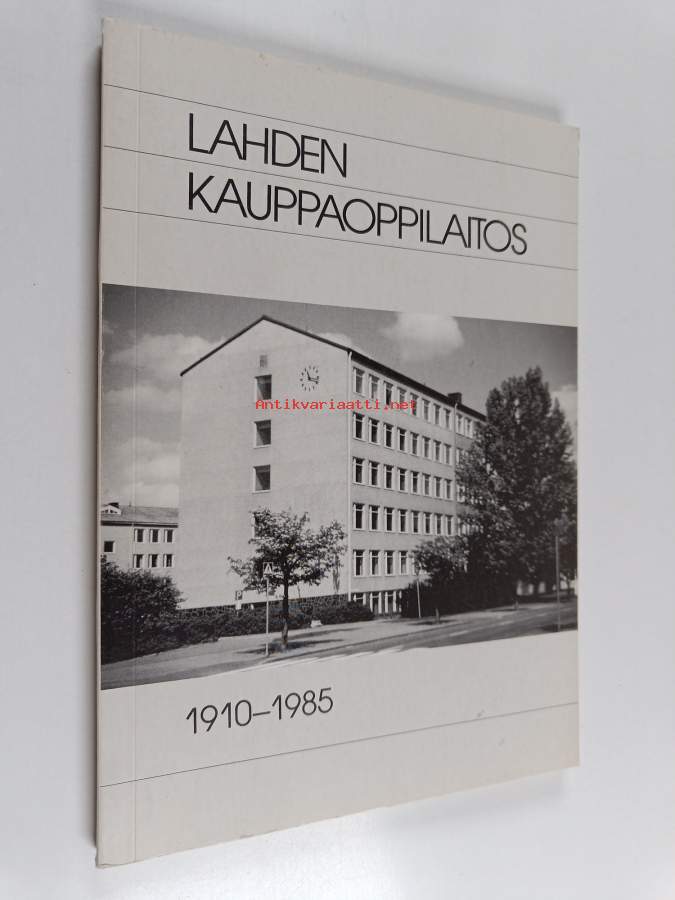 LAHDEN
KAUPPAOPPILAITOS
Antikvariaatti.net
1910–1985